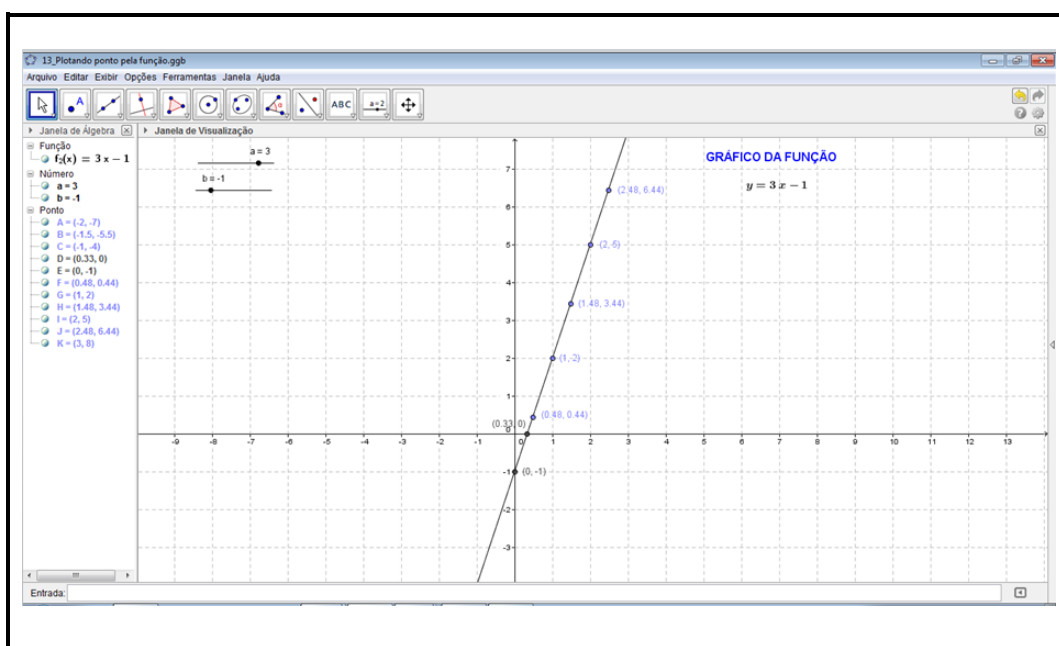 13_Plotando ponto pela função.ggb
Arquivo Editar Exibir Opções Ferramentas Janela Ajuda
ABC a=2
Janela de Álgebra
Janela de Visualização
Função
f₂(x) = 3 x − 1
Número
a = 3
b = -1
Ponto
A = (-2, -7)
B = (-1.5, -5.5)
C = (-1, -4)
D = (0.33, 0)
E = (0, -1)
F = (0.48, 0.44)
G = (1, 2)
H = (1.48, 3.44)
I = (2, 5)
J = (2.48, 6.44)
K = (3, 8)
a = 3
b = -1
GRÁFICO DA FUNÇÃO
y = 3 x − 1
7
(2.48, 6.44)
6
5
(2, 5)
4
(1.48, 3.44)
3
2
(1, 2)
1
(0.48, 0.44)
(0.33, 0)
0
-9 -8 -7 -6 -5 -4 -3 -2 -1 0 1 2 3 4 5 6 7 8 9 10 11 12 13
-1
(0, -1)
-2
-3
Entrada: